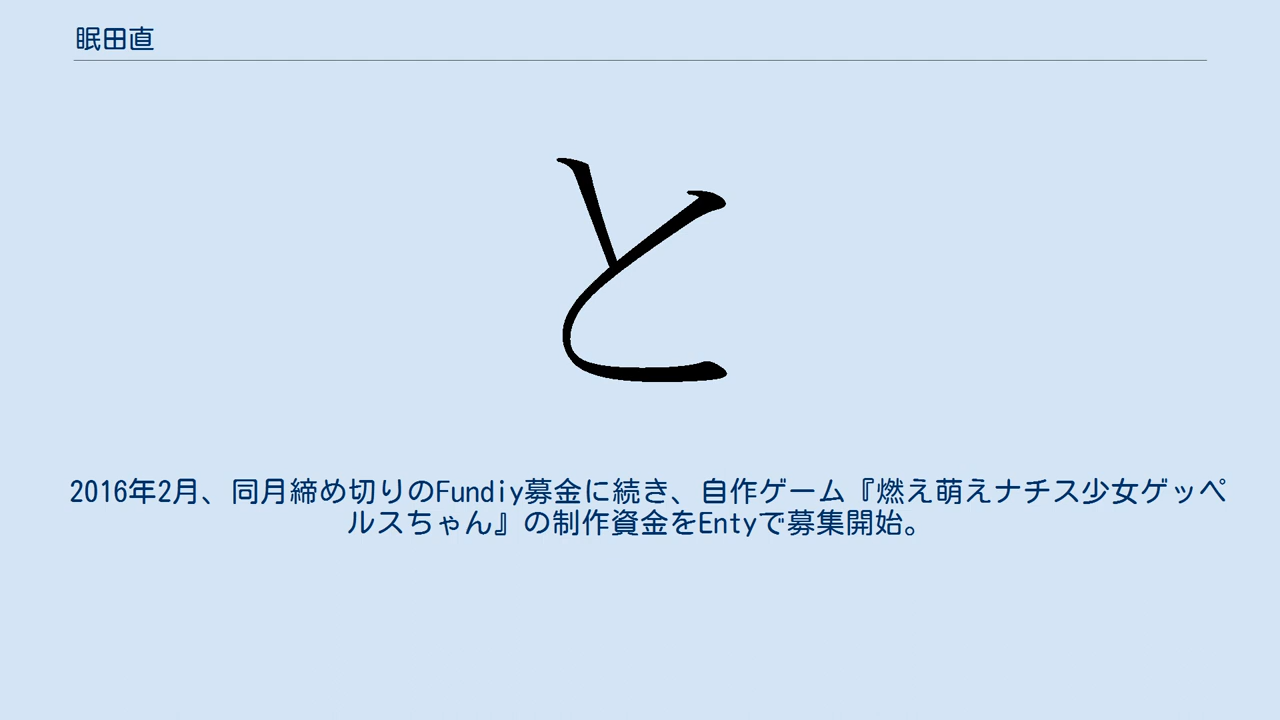 眠田直
と
2016年2月、同月締め切りのFundiy募金に続き、自作ゲーム『燃え萌えナチス少女ゲッペ
ルスちゃん』の制作資金をEntyで募集開始。